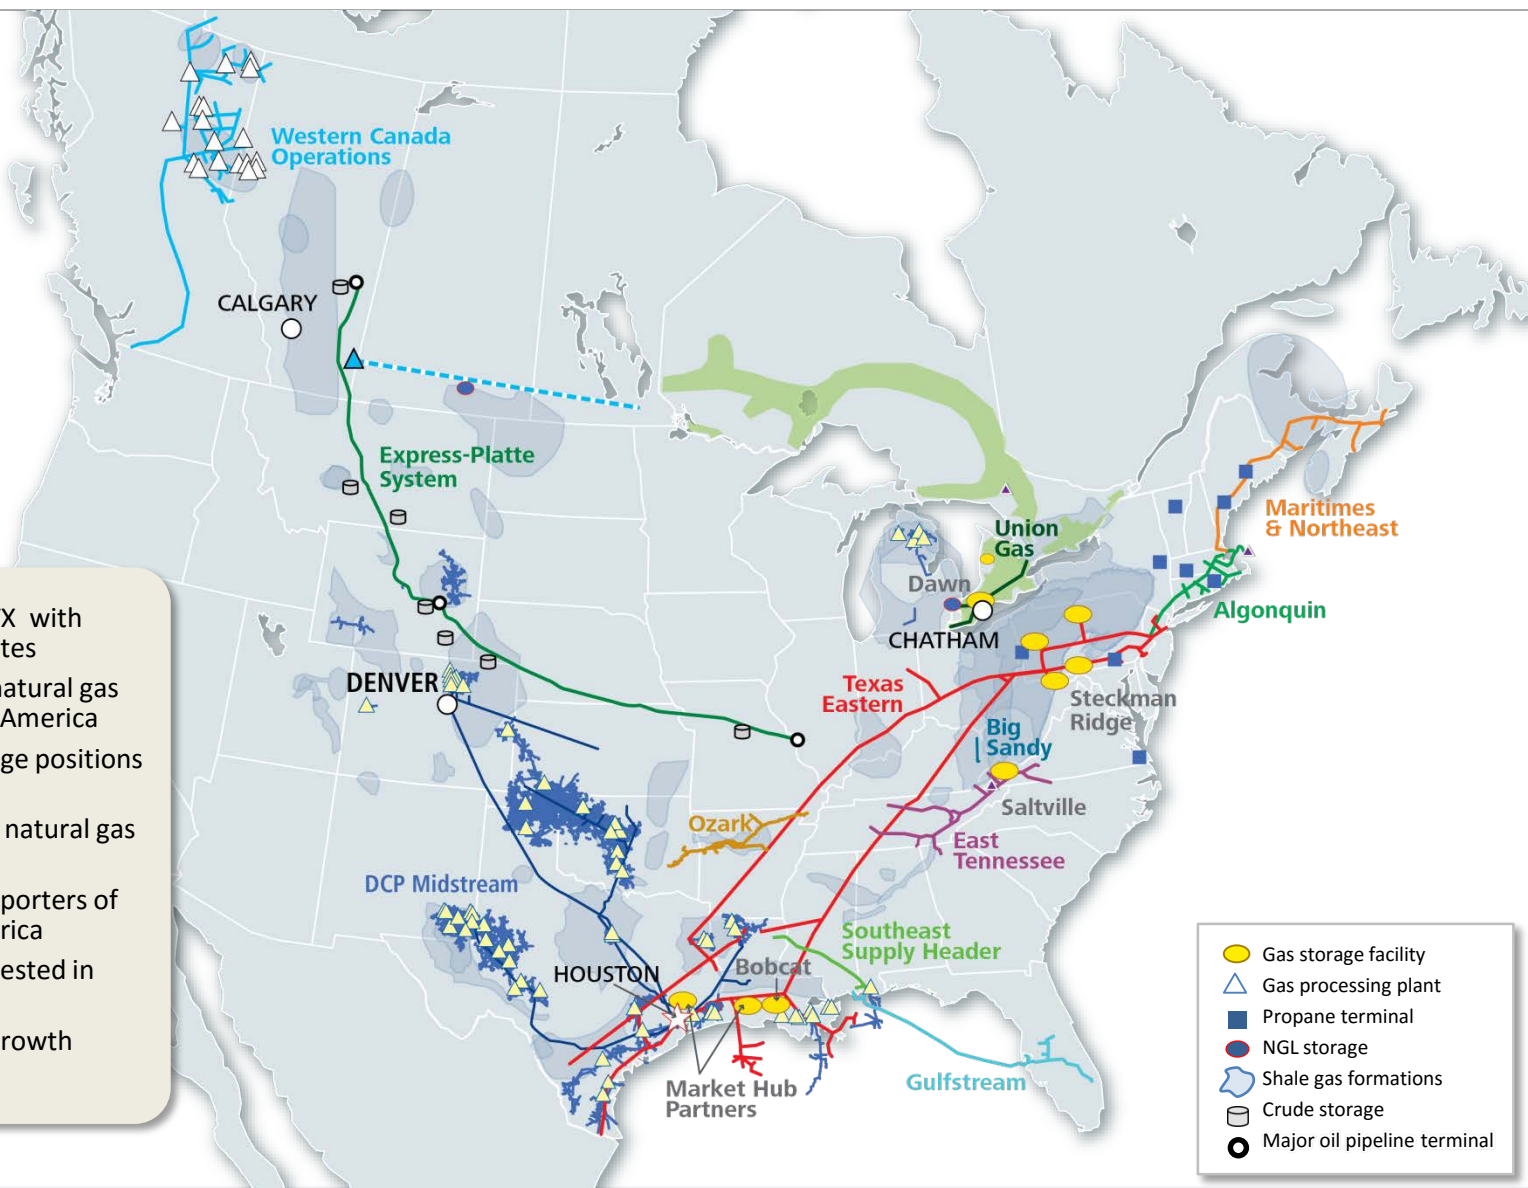 Western Canada
Operations
CALGARY
Express-Platte
System
Union
Gas
Maritimes
& Northeast
Dawn
Algonquin
CHATHAM
DENVER
Texas
Eastern
Steckman
Ridge
Big
Sandy
Saltville
Ozark
East
Tennessee
DCP Midstream
Southeast
Supply Header
Bobcat
HOUSTON
Gulfstream
Market Hub
Partners
X with
tes
natural gas
America
ge positions
natural gas
porters of
rica
ested in
rowth
Gas storage facility
Gas processing plant
Propane terminal
NGL storage
Shale gas formations
Crude storage
Major oil pipeline terminal